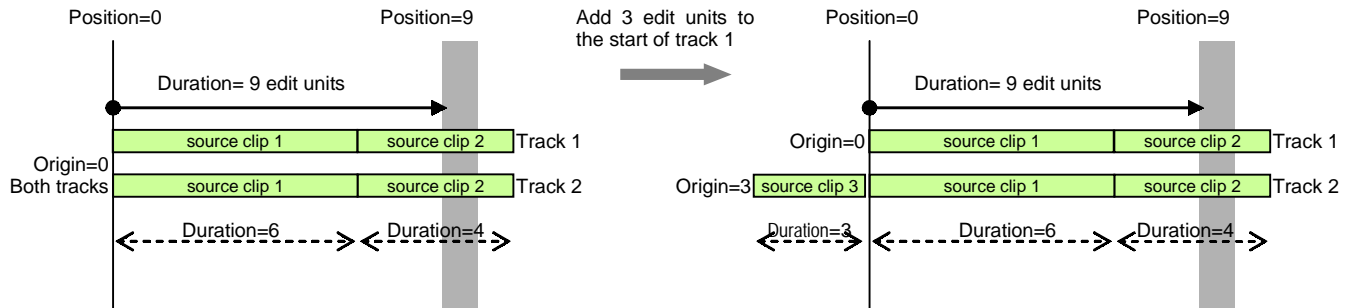 Position=0
Position=9
Add 3 edit units to
the start of track 1
Position=0
Position=9
Duration= 9 edit units
Duration= 9 edit units
source clip 1
source clip 2
Track 1
Origin=0
Both tracks
source clip 1
source clip 2
Track 2
Duration=6
Duration=4
Origin=0
source clip 1
source clip 2
Track 1
Origin=3
source clip 3
source clip 1
source clip 2
Track 2
Duration=3
Duration=6
Duration=4